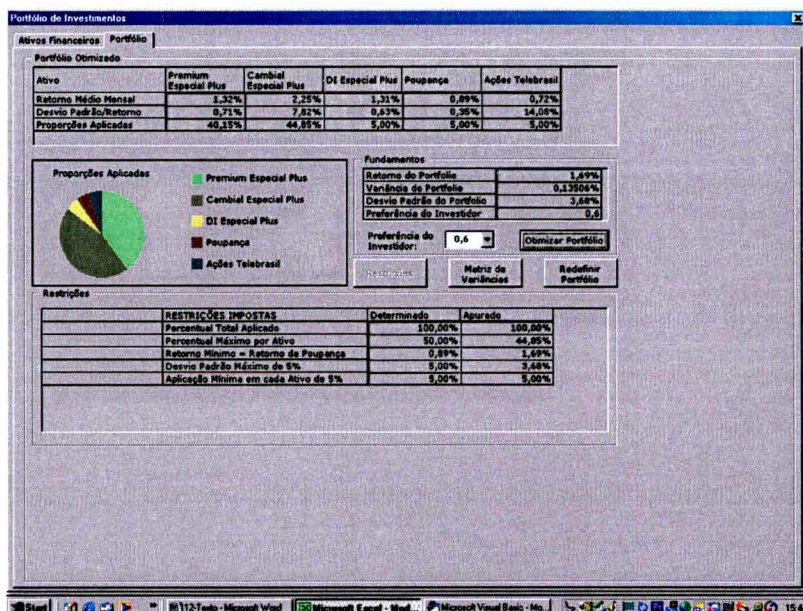 Portfólio de Investimentos
Ativos Financeiros Portfólio
Portfólio Otimizado
Ativo Premium Especial Plus Cambial Especial Plus DI Especial Plus Poupança Ações Telebrasil
Retorno Médio Mensal 1,32% 2,25% 1,31% 0,89% 0,72%
Desvio Padrão/Retorno 0,71% 7,82% 0,63% 0,35% 14,08%
Proporções Aplicadas 40,15% 44,85% 5,00% 5,00% 5,00%
Proporções Aplicadas
Premium Especial Plus
Cambial Especial Plus
DI Especial Plus
Poupança
Ações Telebrasil
Fundamentos
Retorno do Portfolio 1,69%
Variância do Portfolio 0,13506%
Desvio Padrão do Portfolio 3,68%
Preferência do Investidor 0,6
Preferência do Investidor: 0,6 Otimizar Portfólio
Restrições Matriz de Variâncias Redefinir Portfólio
Restrições
RESTRIÇÕES IMPOSTAS Determinado Apurado
Percentual Total Aplicado 100,00% 100,00%
Percentual Máximo por Ativo 50,00% 44,85%
Retorno Mínimo = Retorno da Poupança 0,89% 1,69%
Desvio Padrão Máximo de 5% 5,00% 3,68%
Aplicação Mínima em cada Ativo de 5% 5,00% 5,00%
Start 112-Texto - Microsoft Word Microsoft Excel - Mod... Microsoft Visual Basic - Mo...